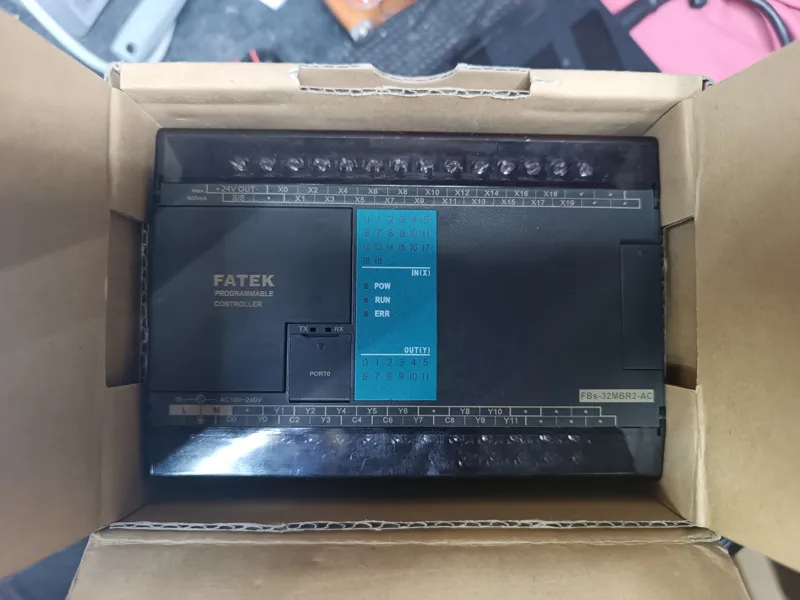 +24V OUT- X0 X2 X4 X6 X8 X10 X12 X14 X16 X18
S/S X1 X3 X5 X7 X9 X11 X13 X15 X17 X19
0 1 2 3 4 5
6 7 8 9 10 11
12 13 14 15 16 17
18 19
IN(X)
FATEK
PROGRAMMABLE
CONTROLLER
POW
RUN
ERR
TX RX
PORT0
OUT(Y)
0 1 2 3 4 5
6 7 8 9 10 11
FBs-32MBR2-AC
IN AC100~240V
L N Y1 Y2 Y4 Y5 Y6 Y8 Y10
C0 Y0 C2 Y3 C4 C6 Y7 C8 Y9 Y11